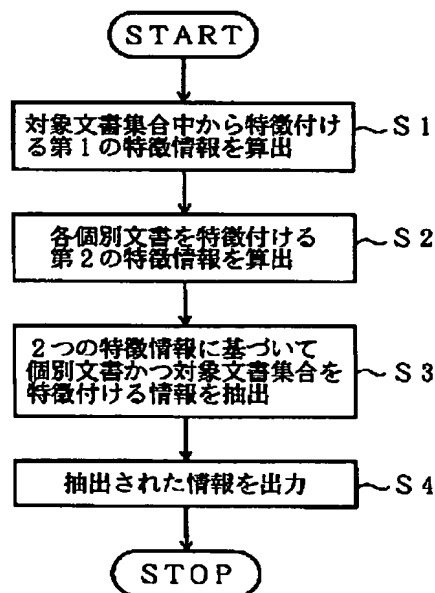 START
対象文書集合中から特徴付け
る第1の特徴情報を算出
S1
各個別文書を特徴付ける
第2の特徴情報を算出
S2
2つの特徴情報に基づいて
個別文書かつ対象文書集合を
特徴付ける情報を抽出
S3
抽出された情報を出力
S4
STOP